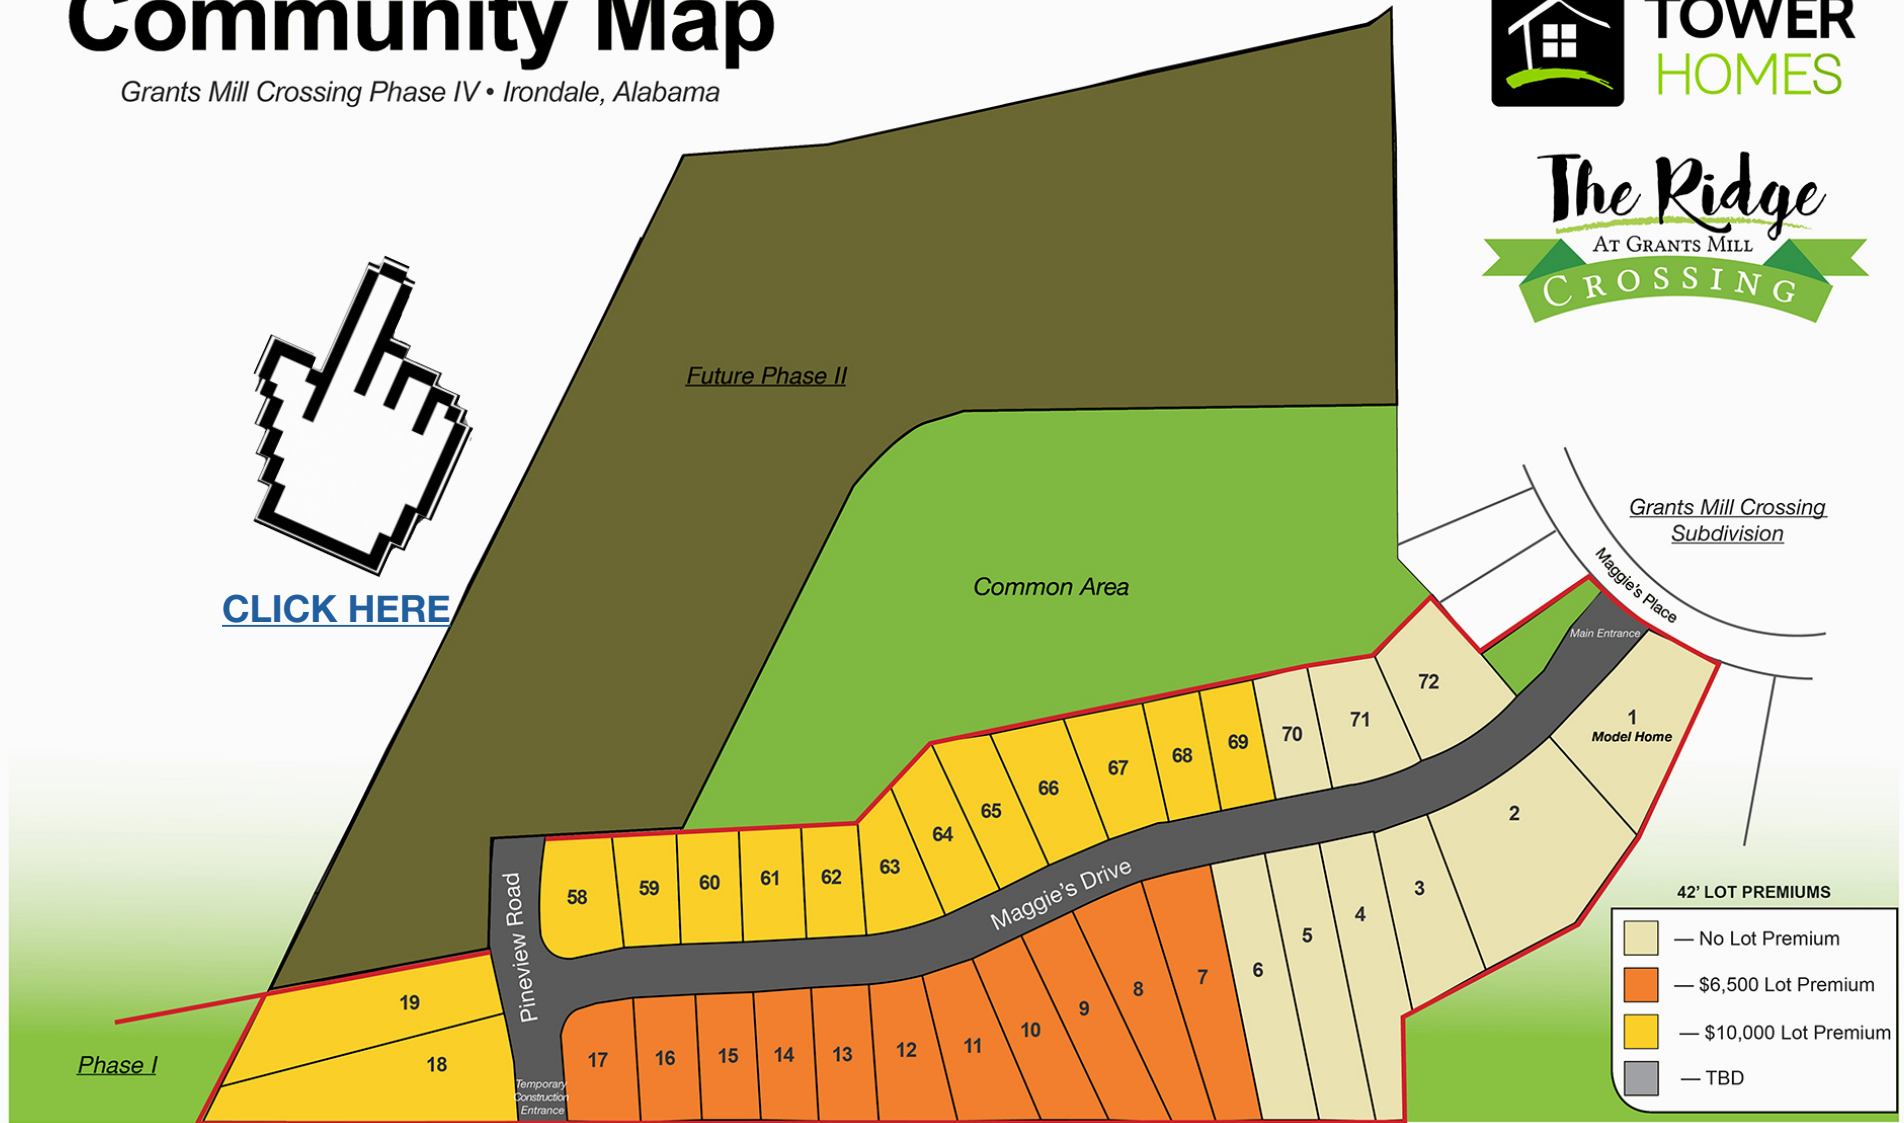 Community Map
Grants Mill Crossing Phase IV • Irondale, Alabama
TOWER
HOMES
The Ridge
At Grants Mill
Crossing
CLICK HERE
Future Phase II
Common Area
Grants Mill Crossing
Subdivision
Maggie's Place
Main Entrance
72
71
70
69
68
67
66
65
64
63
62
61
60
59
58
1
Model Home
2
3
4
5
6
7
8
9
10
11
12
13
14
15
16
17
18
19
Maggie's Drive
Pineview Road
Temporary
Construction
Entrance
Phase I
42' LOT PREMIUMS
— No Lot Premium
— $6,500 Lot Premium
— $10,000 Lot Premium
— TBD